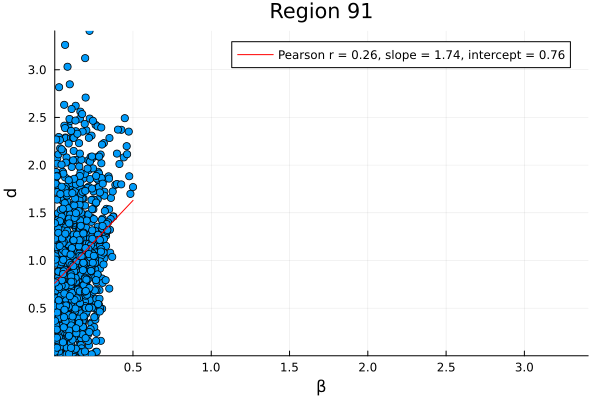 Region 91
Pearson r = 0.26, slope = 1.74, intercept = 0.76
d
3.0
2.5
2.0
1.5
1.0
0.5
0.5 1.0 1.5 2.0 2.5 3.0
β